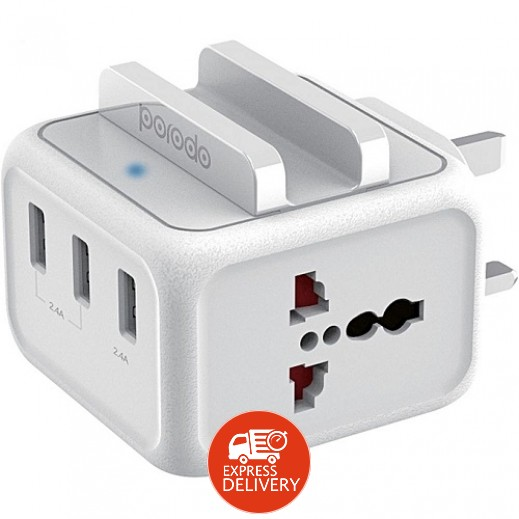 porodo
2.4A
2.4A
EXPRESS
DELIVERY